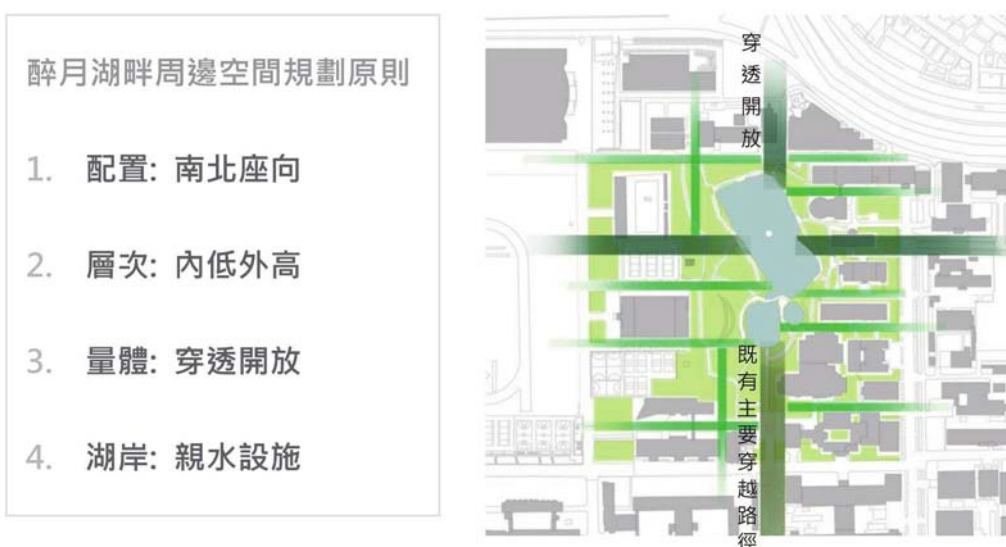 醉月湖畔周邊空間規劃原則
1. 配置: 南北座向
2. 層次: 內低外高
3. 量體: 穿透開放
4. 湖岸: 親水設施
穿透開放
既有主要穿越路徑